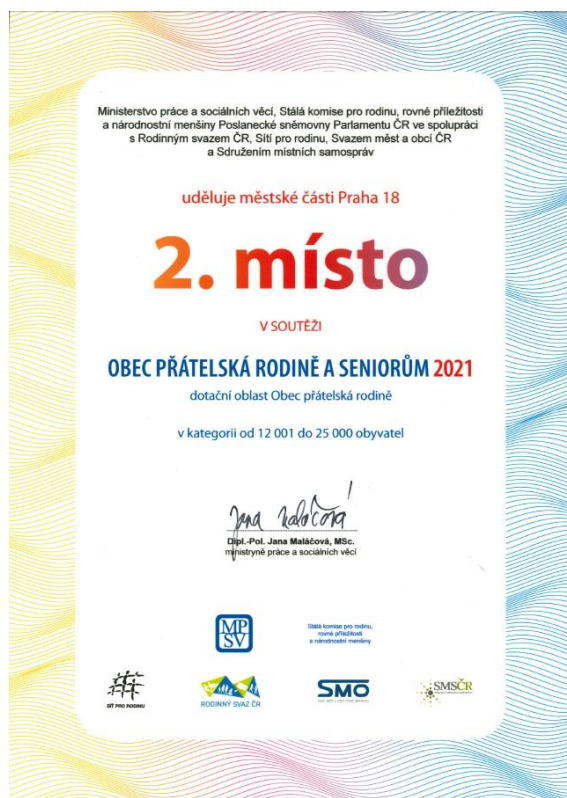 Ministerstvo práce a sociálních věcí, Stálá komise pro rodinu, rovné příležitosti
a národnostní menšiny Poslanecké sněmovny Parlamentu ČR ve spolupráci
s Rodinným svazem ČR, Sítí pro rodinu, Svazem měst a obcí ČR
a Sdružením místních samospráv
uděluje městské části Praha 18
2. místo
V SOUTĚŽI
OBEC PŘÁTELSKÁ RODINĚ A SENIORŮM 2021
dotační oblast Obec přátelská rodině
v kategorii od 12 001 do 25 000 obyvatel
Jana Maláčová
Dipl.-Pol. Jana Maláčová, MSc.
ministryně práce a sociálních věcí
MP
SV
Stálá komise pro rodinu,
rovné příležitosti
a národnostní menšiny
SÍŤ PRO RODINU
RODINNÝ SVAZ ČR
SMO
SMSČR